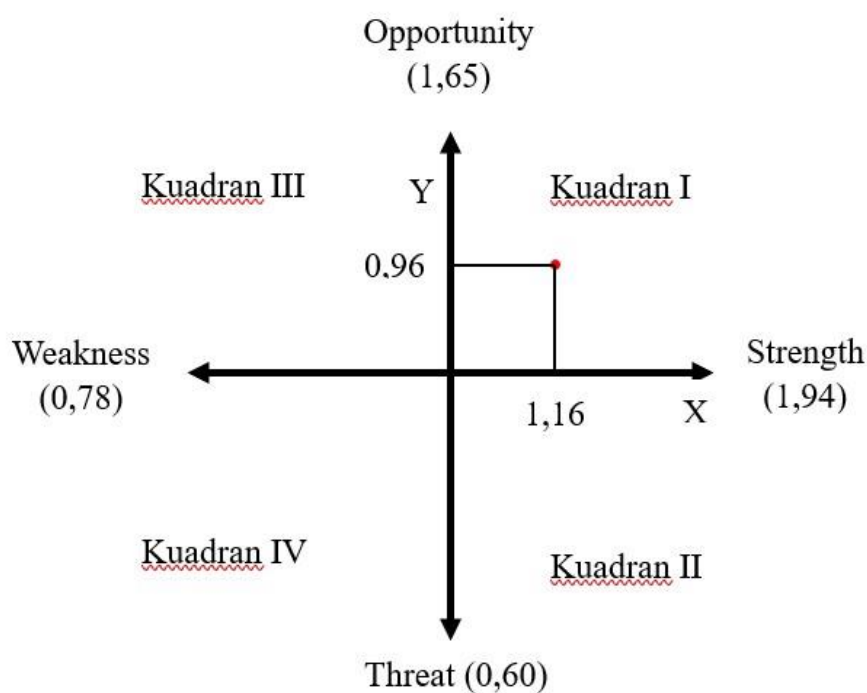 Opportunity
(1,65)
Kuadran III
Y
Kuadran I
0,96
Weakness
(0,78)
Strength
(1,94)
1,16
X
Kuadran IV
Kuadran II
Threat (0,60)